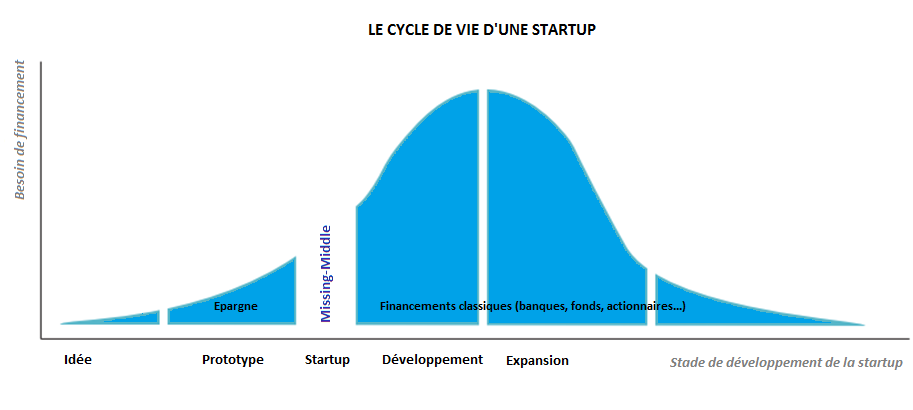 LE CYCLE DE VIE D'UNE STARTUP
Besoin de financement
Missing-Middle
Epargne
Financements classiques (banques, fonds, actionnaires...)
Idée
Prototype
Startup
Développement
Expansion
Stade de développement de la startup